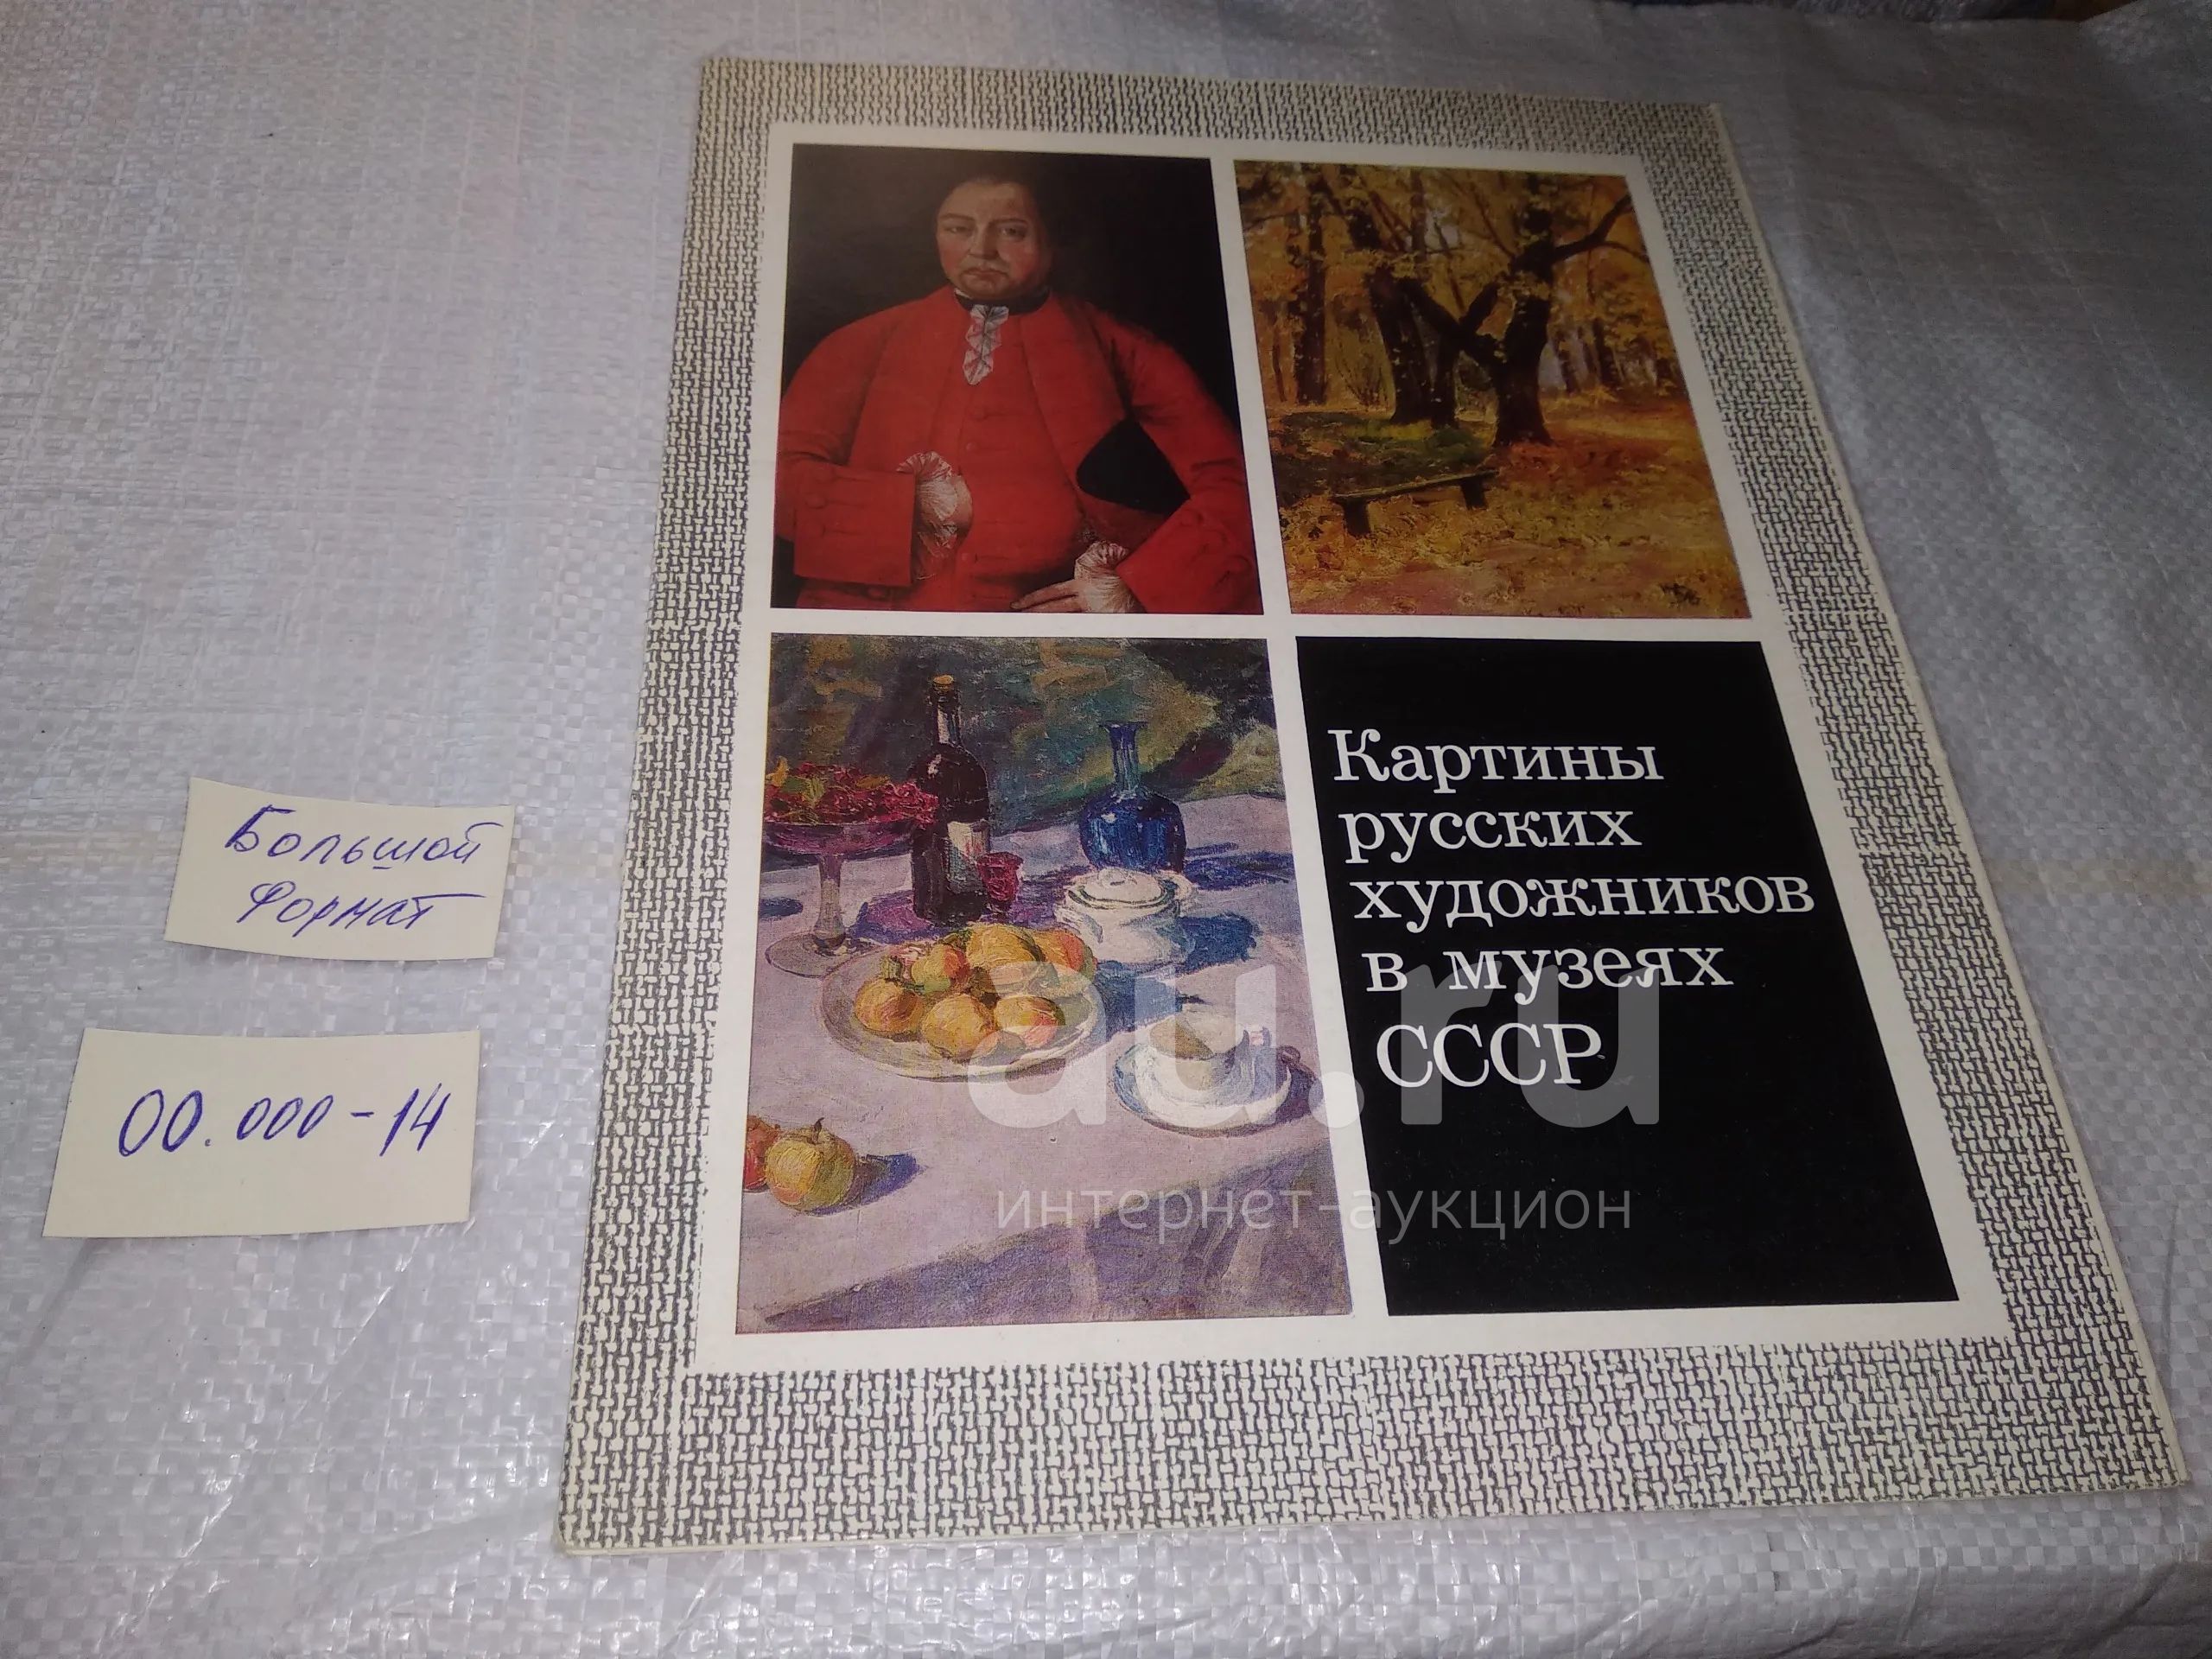 Картины
русских
художников
в музеях
СССР
Большой
Формат
00.000-14
au.ru
интернет-аукцион